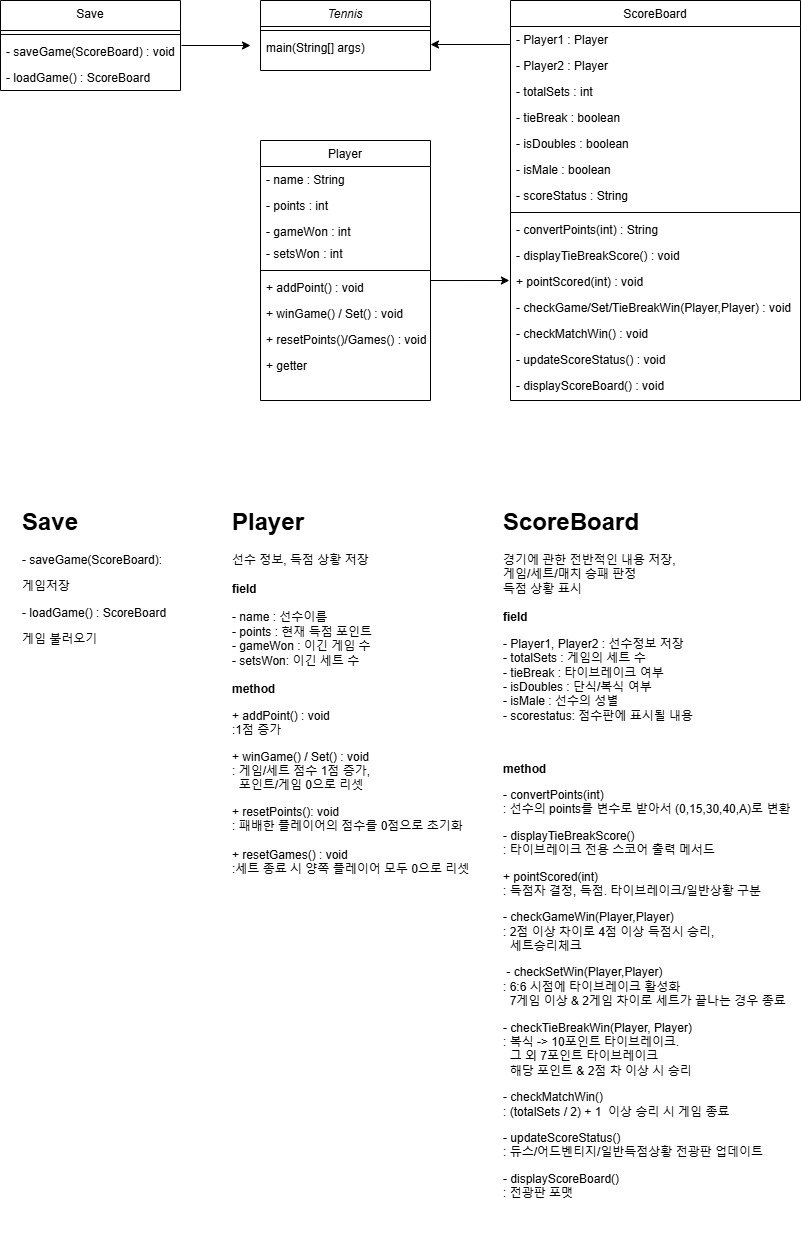 Save
- saveGame(ScoreBoard) : void
- loadGame() : ScoreBoard
Tennis
main(String[] args)
ScoreBoard
- Player1 : Player
- Player2 : Player
- totalSets : int
- tieBreak : boolean
- isDoubles : boolean
- isMale : boolean
- scoreStatus : String
- convertPoints(int) : String
- displayTieBreakScore() : void
+ pointScored(int) : void
- checkGame/Set/TieBreakWin(Player,Player) : void
- checkMatchWin() : void
- updateScoreStatus() : void
- displayScoreBoard() : void
Player
- name : String
- points : int
- gameWon : int
- setsWon : int
+ addPoint() : void
+ winGame() / Set() : void
+ resetPoints()/Games() : void
+ getter
Save
- saveGame(ScoreBoard):
게임저장
- loadGame() : ScoreBoard
게임 불러오기
Player
선수 정보, 득점 상황 저장
field
- name : 선수이름
- points : 현재 득점 포인트
- gameWon : 이긴 게임 수
- setsWon: 이긴 세트 수
method
+ addPoint() : void
:1점 증가
+ winGame() / Set() : void
: 게임/세트 점수 1점 증가,
포인트/게임 0으로 리셋
+ resetPoints(): void
: 패배한 플레이어의 점수를 0점으로 초기화
+ resetGames() : void
:세트 종료 시 양쪽 플레이어 모두 0으로 리셋
ScoreBoard
경기에 관한 전반적인 내용 저장,
게임/세트/매치 승패 판정
득점 상황 표시
field
- Player1, Player2 : 선수정보 저장
- totalSets : 게임의 세트 수
- tieBreak : 타이브레이크 여부
- isDoubles : 단식/복식 여부
- isMale : 선수의 성별
- scorestatus: 점수판에 표시될 내용
method
- convertPoints(int)
: 선수의 points를 변수로 받아서 (0,15,30,40,A)로 변환
- displayTieBreakScore()
: 타이브레이크 전용 스코어 출력 메서드
+ pointScored(int)
: 득점자 결정, 득점. 타이브레이크/일반상황 구분
- checkGameWin(Player,Player)
: 2점 이상 차이로 4점 이상 득점시 승리,
세트승리체크
- checkSetWin(Player,Player)
: 6:6 시점에 타이브레이크 활성화
7게임 이상 & 2게임 차이로 세트가 끝나는 경우 종료
- checkTieBreakWin(Player, Player)
: 복식 -> 10포인트 타이브레이크.
그 외 7포인트 타이브레이크
해당 포인트 & 2점 차 이상 시 승리
- checkMatchWin()
: (totalSets / 2) + 1 이상 승리 시 게임 종료
- updateScoreStatus()
: 듀스/어드벤티지/일반득점상황 전광판 업데이트
- displayScoreBoard()
: 전광판 포맷